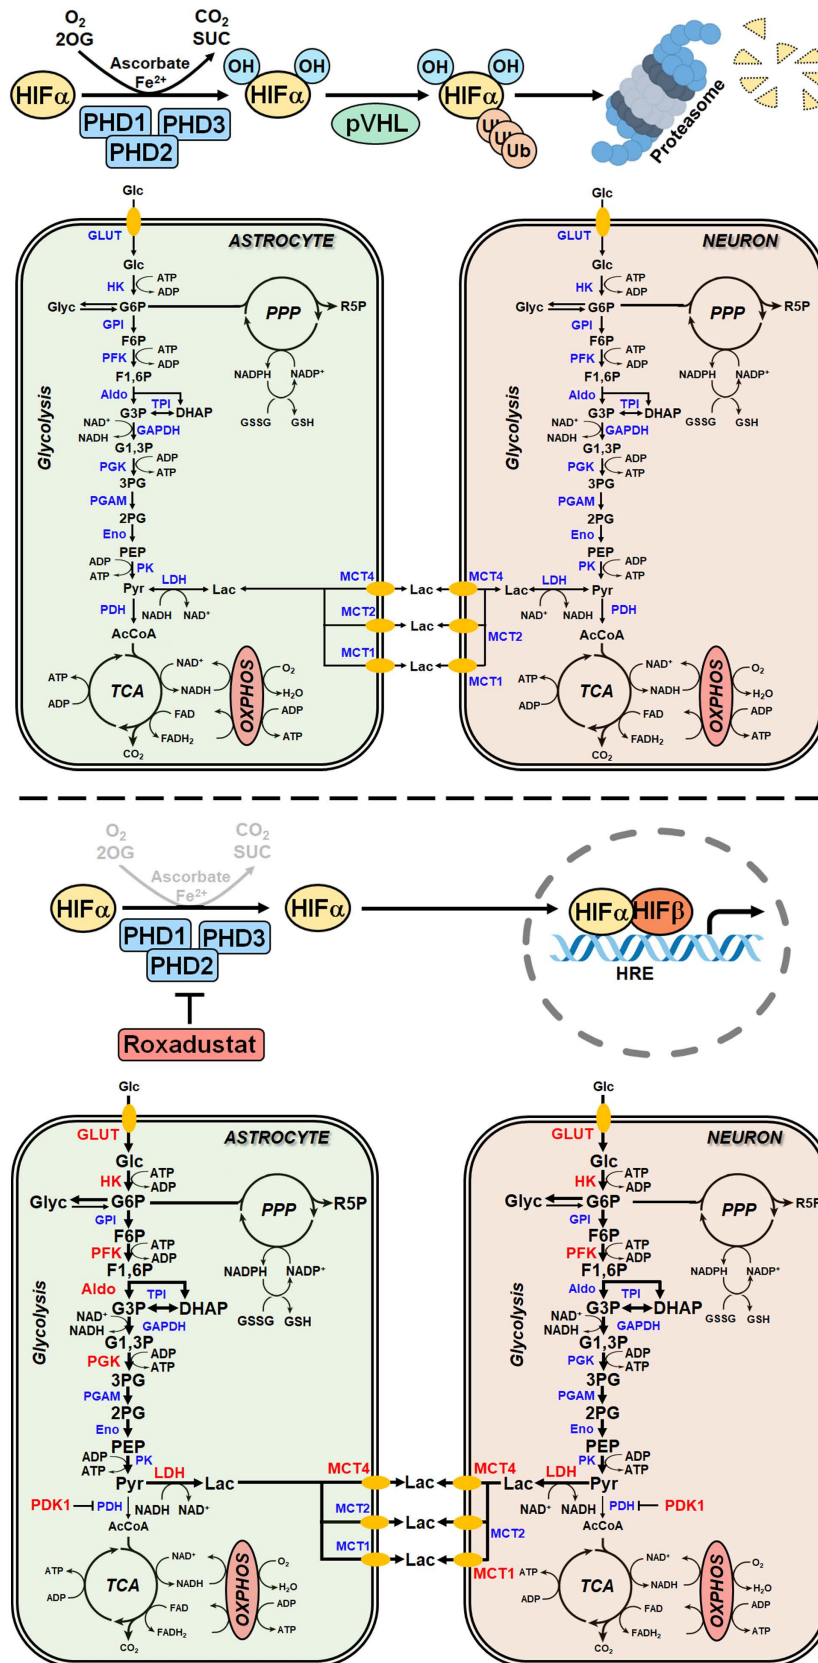 O2 CO2
2OG SUC
Ascorbate
Fe2+
OH OH OH OH
HIFα HIFα pVHL HIFα
PHD1 PHD3
PHD2
Ub
Ub
Ub
Proteasome
Glc
ASTROCYTE
GLUT
Glc
HK ATP
ADP
Glyc G6P PPP R5P
GPI
F6P
PFK ATP
ADP
NADPH NADP+
F1,6P
Aldo TPI
G3P DHAP
GSSG GSH
NAD+
NADH
GAPDH
G1,3P
PGK ADP
ATP
3PG
PGAM
2PG
Eno
PEP
ADP
ATP
PK
Pyr LDH Lac
NADH NAD+
PDH
AcCoA
TCA
ATP
ADP
NAD+
NADH
FAD
FADH2
CO2
OXPHOS
O2
H2O
ADP
ATP
Glycolysis
MCT4 Lac MCT4
MCT2 Lac MCT2
MCT1 Lac MCT1
Glc
NEURON
GLUT
Glc
HK ATP
ADP
Glyc G6P PPP R5P
GPI
F6P
PFK ATP
ADP
NADPH NADP+
F1,6P
Aldo TPI
G3P DHAP
GSSG GSH
NAD+
NADH
GAPDH
G1,3P
PGK ADP
ATP
3PG
PGAM
2PG
Eno
PEP
PK ADP
ATP
Lac LDH Pyr
NAD+ NADH
PDH
AcCoA
TCA
ATP
ADP
NAD+
NADH
FAD
FADH2
CO2
OXPHOS
O2
H2O
ADP
ATP
Glycolysis
O2 CO2
2OG SUC
Ascorbate
Fe2+
HIFα HIFα HIFα HIFβ
PHD1 PHD3
PHD2
HRE
Roxadustat
Glc
ASTROCYTE
GLUT
Glc
HK ATP
ADP
Glyc G6P PPP R5P
GPI
F6P
PFK ATP
ADP
NADPH NADP+
F1,6P
Aldo TPI
G3P DHAP
GSSG GSH
NAD+
NADH
GAPDH
G1,3P
PGK ADP
ATP
3PG
PGAM
2PG
Eno
PEP
ADP
ATP
PK
Pyr LDH Lac
NADH NAD+
PDK1 PDH
AcCoA
TCA
ATP
ADP
NAD+
NADH
FAD
FADH2
CO2
OXPHOS
O2
H2O
ADP
ATP
Glycolysis
MCT4 Lac MCT4
MCT2 Lac MCT2
MCT1 Lac MCT1
Glc
NEURON
GLUT
Glc
HK ATP
ADP
Glyc G6P PPP R5P
GPI
F6P
PFK ATP
ADP
NADPH NADP+
F1,6P
Aldo TPI
G3P DHAP
GSSG GSH
NAD+
NADH
GAPDH
G1,3P
PGK ADP
ATP
3PG
PGAM
2PG
Eno
PEP
PK ADP
ATP
Lac LDH Pyr
NAD+ NADH
PDH PDK1
AcCoA
TCA
ATP
ADP
NAD+
NADH
FAD
FADH2
CO2
OXPHOS
O2
H2O
ADP
ATP
Glycolysis